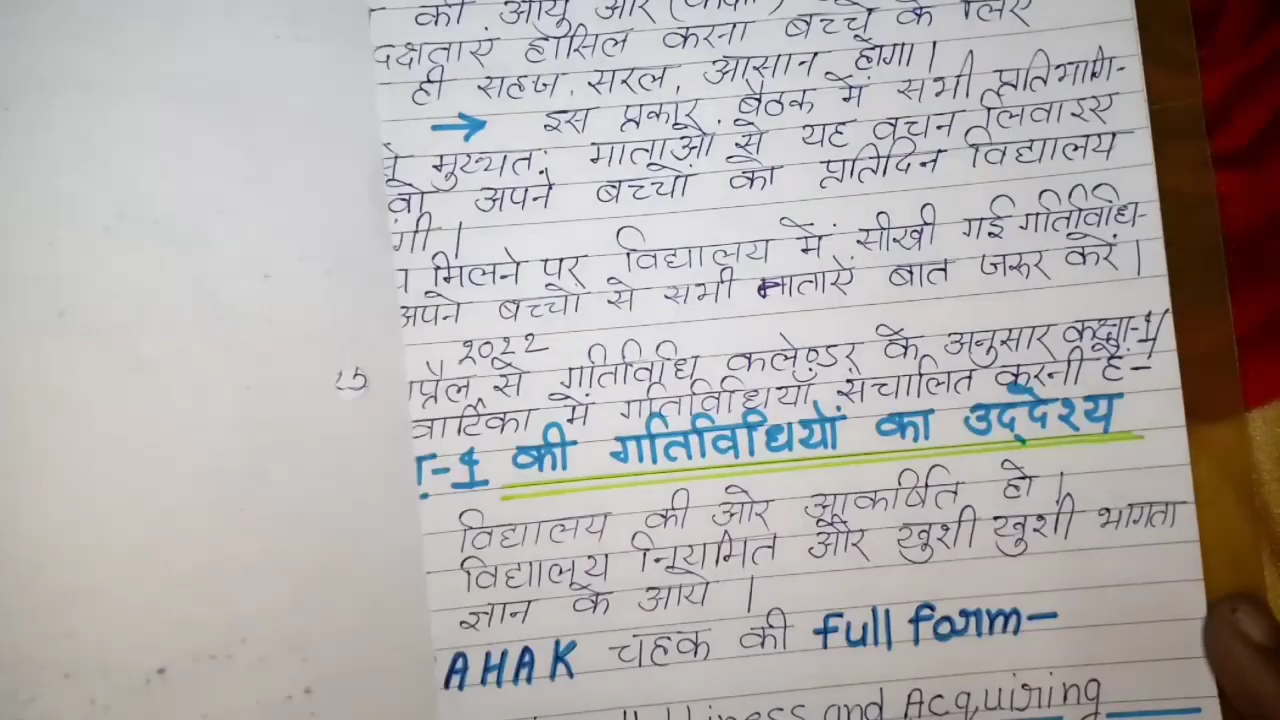 की आयु और
दक्षताएं हासिल करना बच्चे के लिए
ही सहज, सरल, आसान होगा।
→ इस प्रकार, बैठक में सभी प्रतिभागि-
मुख्यतः माताओं से यह वचन लिवाइए
वो अपने बच्चों को प्रतिदिन विद्यालय
गी।
मिलने पर विद्यालय में सीखी गई गतिविधि-
अपने बच्चों से सभी माताऐं बात जरूर करें।
2022
प्रैल से गतिविधि कलेण्डर के अनुसार कक्षा-1/
वाटिका में गतिविधियाँ संचालित करनी है-
-1 की गतिविधियों का उद्देश्य
विद्यालय की ओर आकर्षित हो।
विद्यालय नियमित और खुशी खुशी भागता
ज्ञान के आये।
AHAK चहक की full form-
and Acquiring